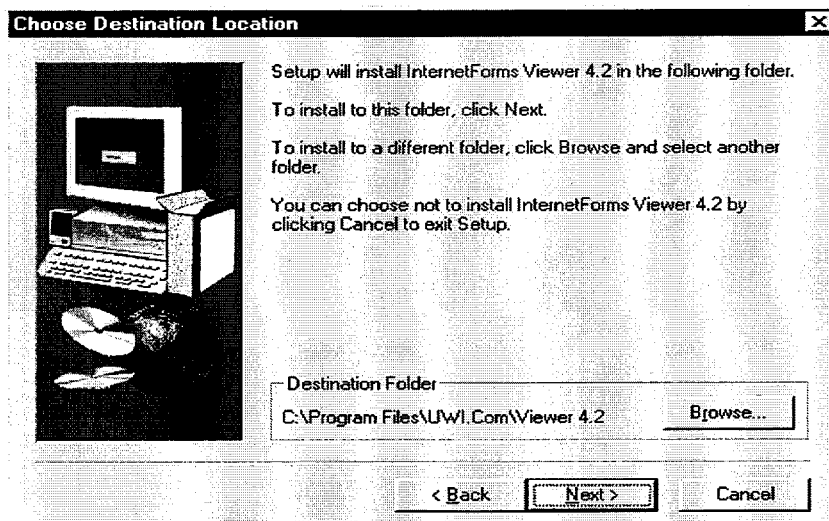 Choose Destination Location
Setup will install InternetForms Viewer 4.2 in the following folder.
To install to this folder, click Next.
To install to a different folder, click Browse and select another
folder.
You can choose not to install InternetForms Viewer 4.2 by
clicking Cancel to exit Setup.
Destination Folder
C:\Program Files\UWI.Com\Viewer 4.2
Browse...
< Back
Next >
Cancel